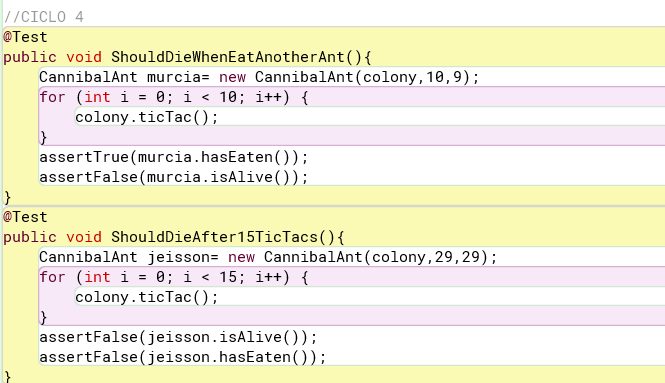 //CICLO 4
@Test
public void ShouldDieWhenEatAnotherAnt(){
CannibalAnt murcia= new CannibalAnt(colony,10,9);
for (int i = 0; i < 10; i++) {
colony.ticTac();
}
assertTrue(murcia.hasEaten());
assertFalse(murcia.isAlive());
}
@Test
public void ShouldDieAfter15TicTacs(){
CannibalAnt jeisson= new CannibalAnt(colony,29,29);
for (int i = 0; i < 15; i++) {
colony.ticTac();
}
assertFalse(jeisson.isAlive());
assertFalse(jeisson.hasEaten());
}